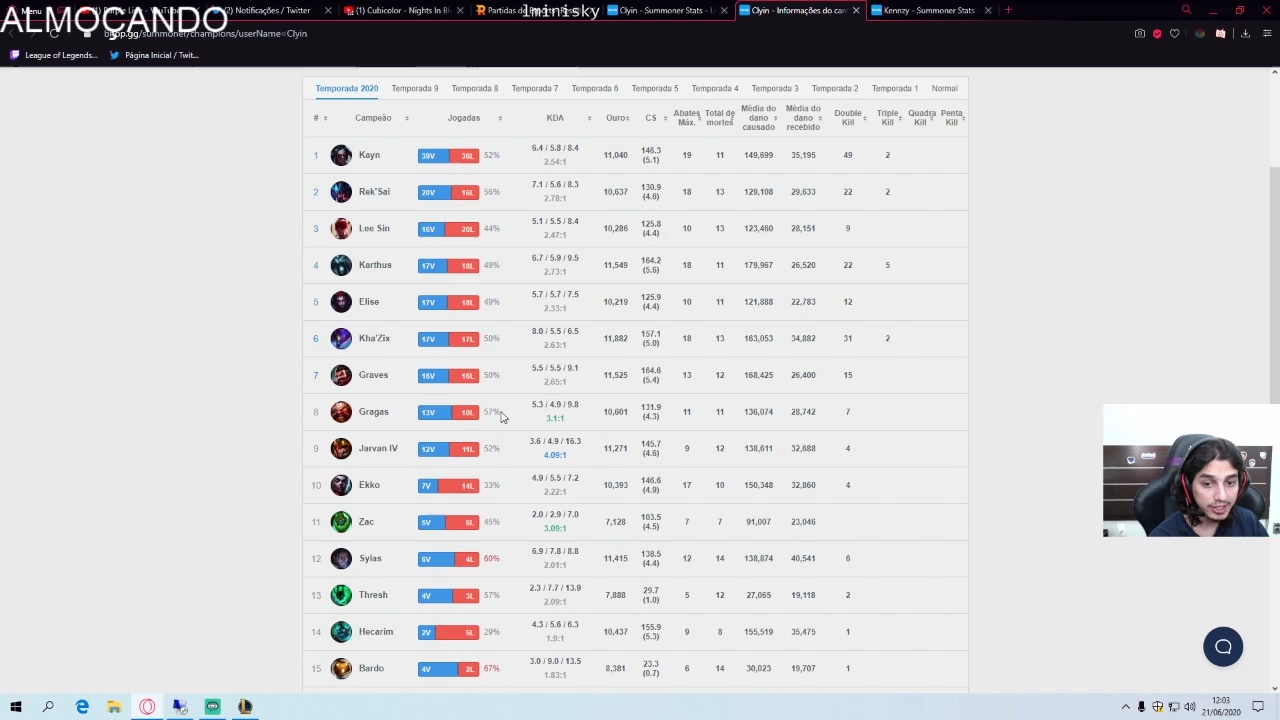 ALMOCANDO
iminisky
Notificações / Twitter
(1) Cubicolor - Nights In B
Partidas de
Clyin - Summoner Stats - L
Clyin - Inform
es do ca
Kennzy - Summoner Stats
br.op.gg/summoner/champions/userName=Clyin
League of Legends...
Página Inicial / Twit...
Temporada 2020 Temporada 9 Temporada 8 Temporada 7 Temporada 6 Temporada 5 Temporada 4 Temporada 3 Temporada 2 Temporada 1 Normal
# Campeão Jogadas KDA Ouro CS Abates Máx. Total de mortes Média do dano causado Média do dano recebido Double Kill Triple Kill Quadra Kill Penta Kill
1 Kayn 39V 36L 52% 6.4 / 5.8 / 8.4 2.54:1 11,040 146.3 (5.1) 19 11 149,699 35,195 49 2
2 Rek'Sai 20V 16L 56% 7.1 / 5.6 / 8.3 2.78:1 10,637 130.9 (4.6) 18 13 129,108 29,633 22 2
3 Lee Sin 16V 20L 44% 5.1 / 5.5 / 8.4 2.47:1 10,286 125.8 (4.4) 10 13 123,460 28,151 9
4 Karthus 17V 18L 49% 6.7 / 5.9 / 9.5 2.73:1 11,549 164.2 (5.6) 18 11 179,967 26,520 22 5
5 Elise 17V 18L 49% 5.7 / 5.7 / 7.5 2.33:1 10,219 125.9 (4.4) 10 11 121,888 22,783 12
6 Kha'Zix 17V 17L 50% 8.0 / 5.5 / 6.5 2.63:1 11,882 157.1 (5.0) 18 13 163,053 34,882 31 2
7 Graves 16V 16L 50% 5.5 / 5.5 / 9.1 2.65:1 11,525 164.6 (5.4) 13 12 168,425 26,400 15
8 Gragas 13V 10L 57% 5.3 / 4.9 / 9.8 3.1:1 10,601 131.9 (4.3) 11 11 136,074 28,742 7
9 Jarvan IV 12V 11L 52% 3.6 / 4.9 / 16.3 4.09:1 11,271 145.7 (4.6) 9 12 138,611 32,688 4
10 Ekko 7V 14L 33% 4.9 / 5.5 / 7.2 2.22:1 10,393 146.6 (4.9) 17 10 150,348 32,860 4
11 Zac 5V 6L 45% 2.0 / 2.9 / 7.0 3.09:1 7,128 103.5 (4.5) 7 7 91,007 23,046
12 Sylas 6V 4L 60% 6.9 / 7.8 / 8.8 2.01:1 11,415 138.5 (4.4) 12 14 138,874 40,541 6
13 Thresh 4V 3L 57% 2.3 / 7.7 / 13.9 2.09:1 7,888 29.7 (1.0) 5 12 27,065 19,118 2
14 Hecarim 2V 5L 29% 4.3 / 5.6 / 6.3 1.9:1 10,437 155.9 (5.3) 9 8 155,519 35,475 1
15 Bardo 4V 2L 67% 3.0 / 9.0 / 13.5 1.83:1 8,381 23.3 (0.7) 6 14 30,023 19,707 1
12:03
21/06/2020